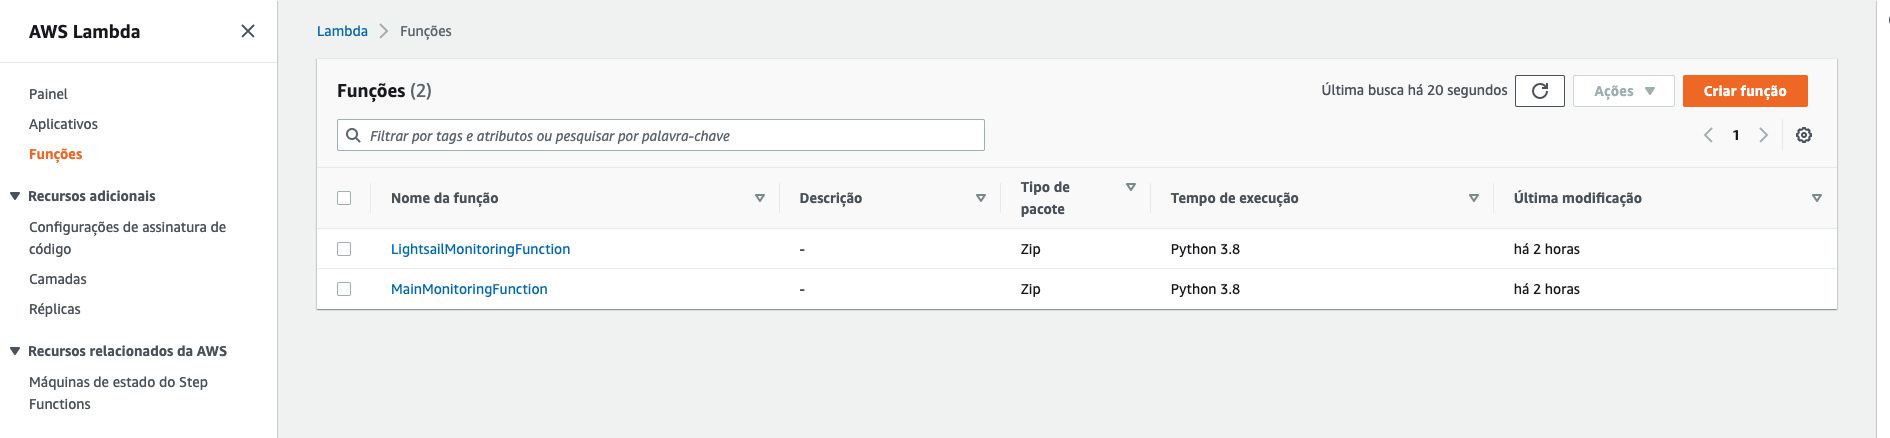 AWS Lambda
Painel
Aplicativos
Funções
Recursos adicionais
Configurações de assinatura de
código
Camadas
Réplicas
Recursos relacionados da AWS
Máquinas de estado do Step
Functions
Lambda Funções
Funções (2)
Última busca há 20 segundos
Ações
Criar função
Filtrar por tags e atributos ou pesquisar por palavra-chave
1
Nome da função
Descrição
Tipo de
pacote
Tempo de execução
Última modificação
LightsailMonitoringFunction - Zip Python 3.8 há 2 horas
MainMonitoringFunction - Zip Python 3.8 há 2 horas